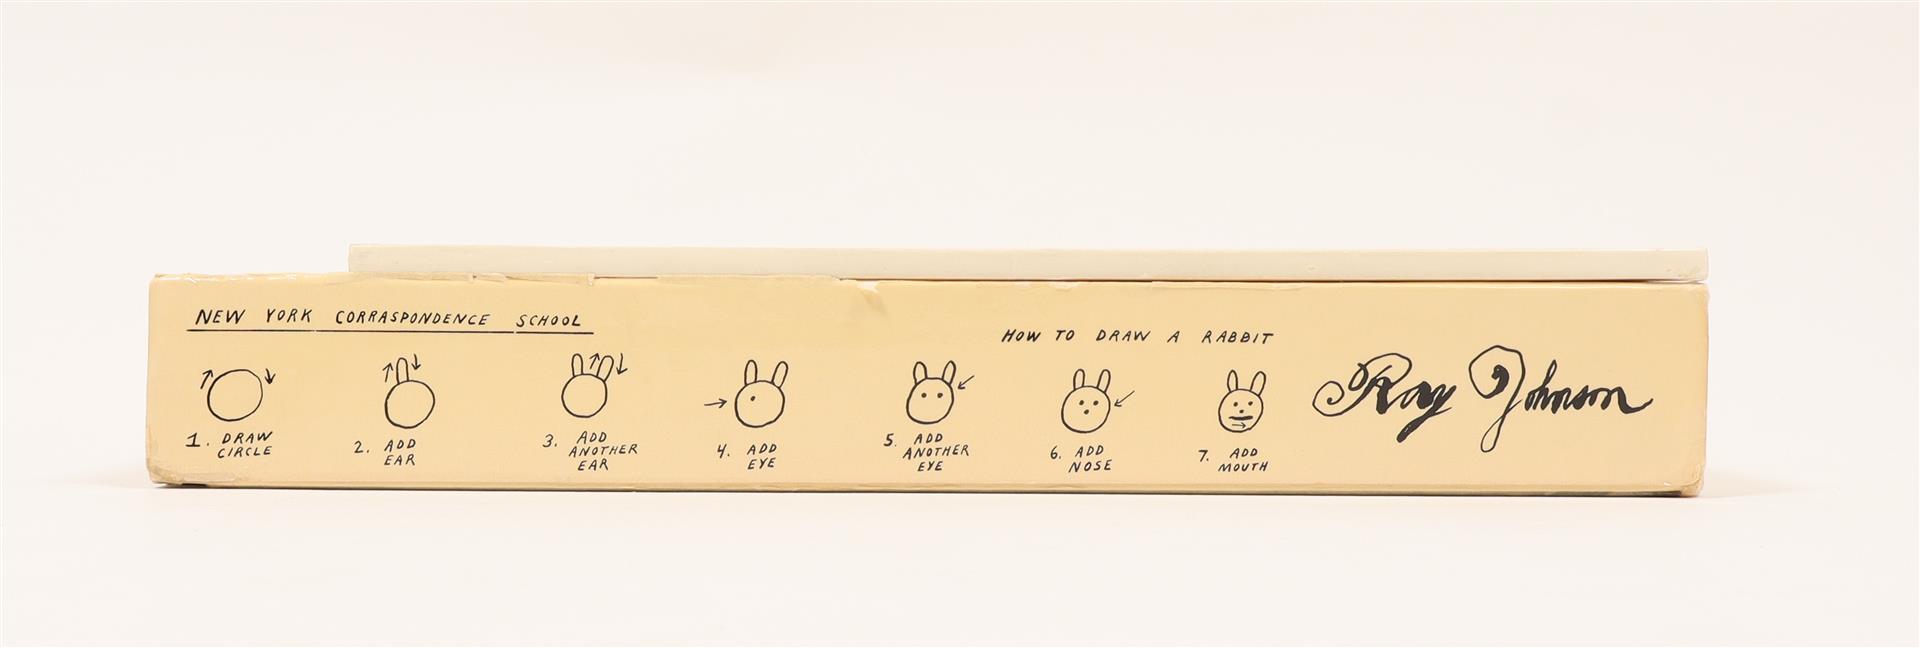 NEW YORK CORRASPONDENCE SCHOOL
HOW TO DRAW A RABBIT
1. DRAW
CIRCLE
2. ADD
EAR
3. ADD
ANOTHER
EAR
4. ADD
EYE
5. ADD
ANOTHER
EYE
6. ADD
NOSE
7. ADD
MOUTH
Ray Johnson